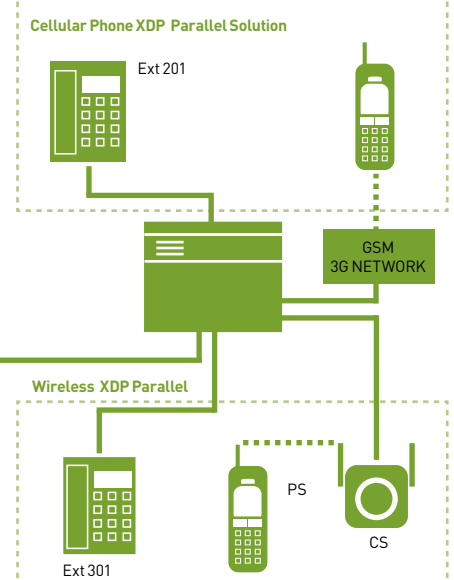 Cellular Phone XDP Parallel Solution
Ext 201
GSM
3G NETWORK
Wireless XDP Parallel
PS
CS
Ext 301